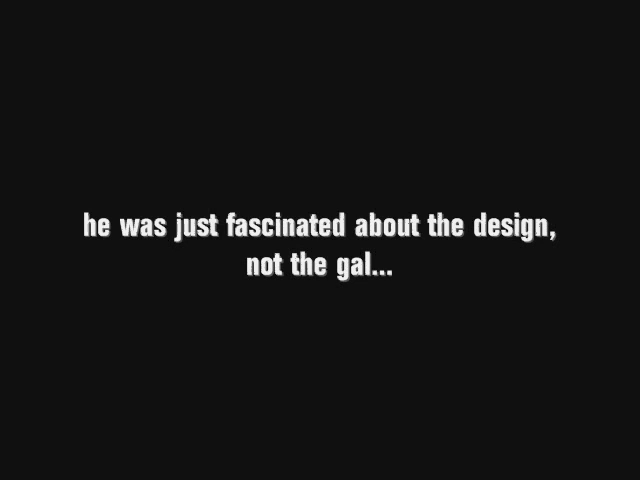 he was just fascinated about the design,
not the gal...